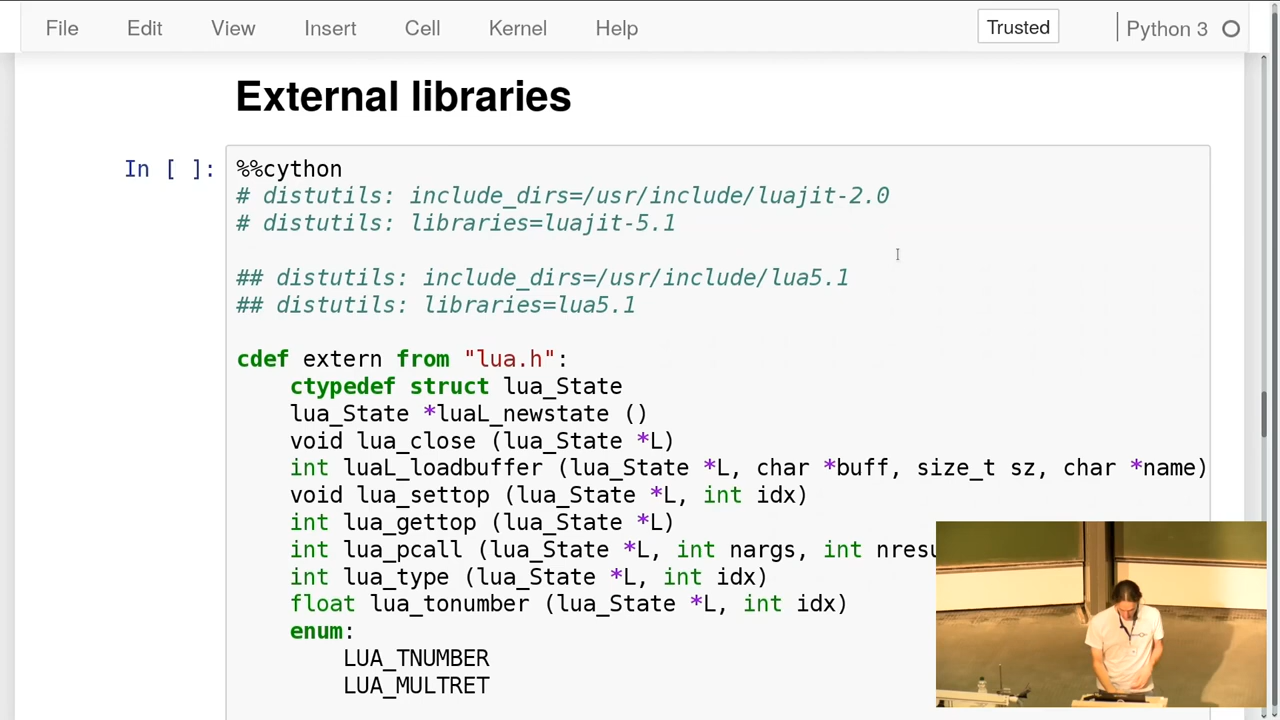 File Edit View Insert Cell Kernel Help Trusted Python 3
External libraries
In [ ]: %%cython
# distutils: include_dirs=/usr/include/luajit-2.0
# distutils: libraries=luajit-5.1
## distutils: include_dirs=/usr/include/lua5.1
## distutils: libraries=lua5.1
cdef extern from "lua.h":
ctypedef struct lua_State
lua_State *luaL_newstate ()
void lua_close (lua_State *L)
int luaL_loadbuffer (lua_State *L, char *buff, size_t sz, char *name)
void lua_settop (lua_State *L, int idx)
int lua_gettop (lua_State *L)
int lua_pcall (lua_State *L, int nargs, int nresu
int lua_type (lua_State *L, int idx)
float lua_tonumber (lua_State *L, int idx)
enum:
LUA_TNUMBER
LUA_MULTRET